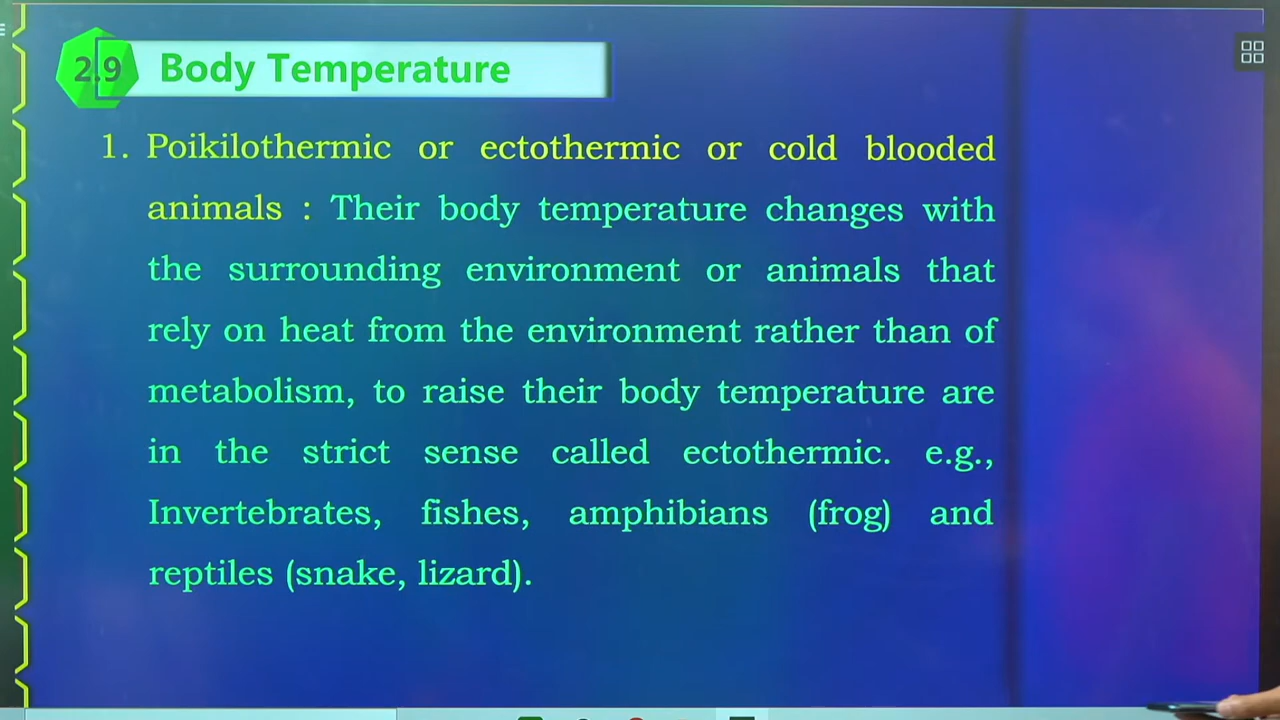 2.9 Body Temperature
1. Poikilothermic or ectothermic or cold blooded
animals : Their body temperature changes with
the surrounding environment or animals that
rely on heat from the environment rather than of
metabolism, to raise their body temperature are
in the strict sense called ectothermic. e.g.,
Invertebrates, fishes, amphibians (frog) and
reptiles (snake, lizard).